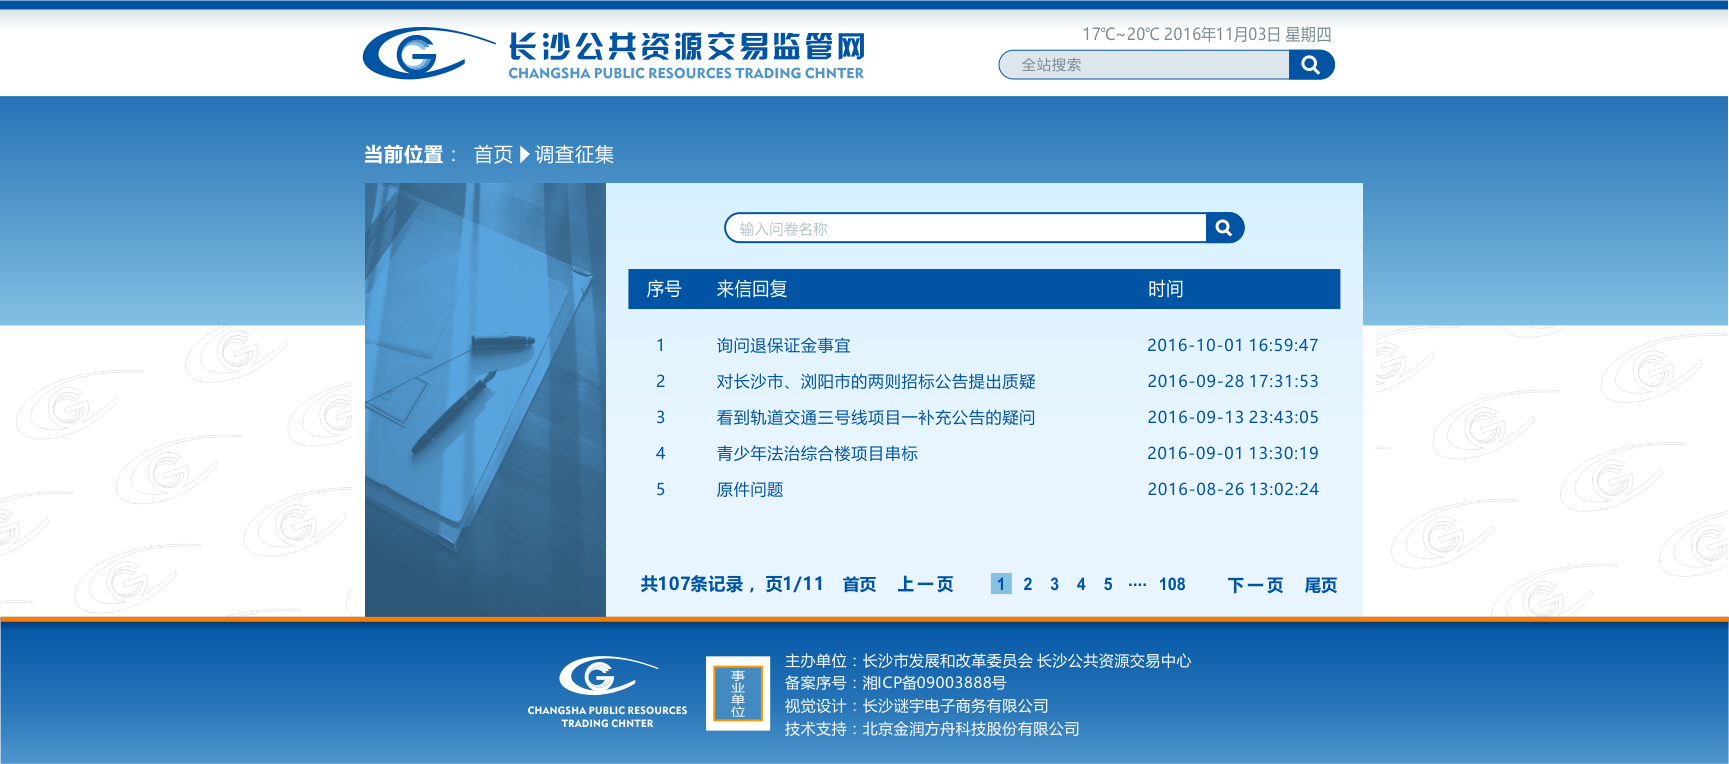 17℃~20℃ 2016年11月03日 星期四
长沙公共资源交易监管网
CHANGSHA PUBLIC RESOURCES TRADING CHNTER
全站搜索
当前位置： 首页 调查征集
输入问卷名称
序号 来信回复 时间
1 询问退保证金事宜 2016-10-01 16:59:47
2 对长沙市、浏阳市的两则招标公告提出质疑 2016-09-28 17:31:53
3 看到轨道交通三号线项目一补充公告的疑问 2016-09-13 23:43:05
4 青少年法治综合楼项目串标 2016-09-01 13:30:19
5 原件问题 2016-08-26 13:02:24
共107条记录，页1/11 首页 上一页 1 2 3 4 5 ···· 108 下一页 尾页
CHANGSHA PUBLIC RESOURCES
TRADING CHNTER
事业单位
主办单位：长沙市发展和改革委员会 长沙公共资源交易中心
备案序号：湘ICP备09003888号
视觉设计：长沙谜宇电子商务有限公司
技术支持：北京金润方舟科技股份有限公司